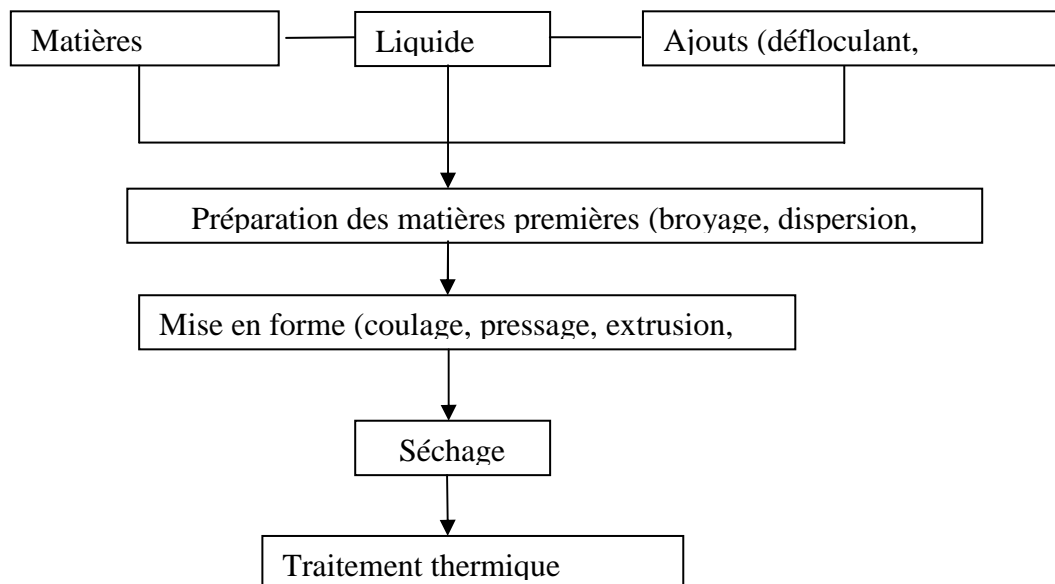 Matières
Liquide
Ajouts (défloculant,
Préparation des matières premières (broyage, dispersion,
Mise en forme (coulage, pressage, extrusion,
Séchage
Traitement thermique